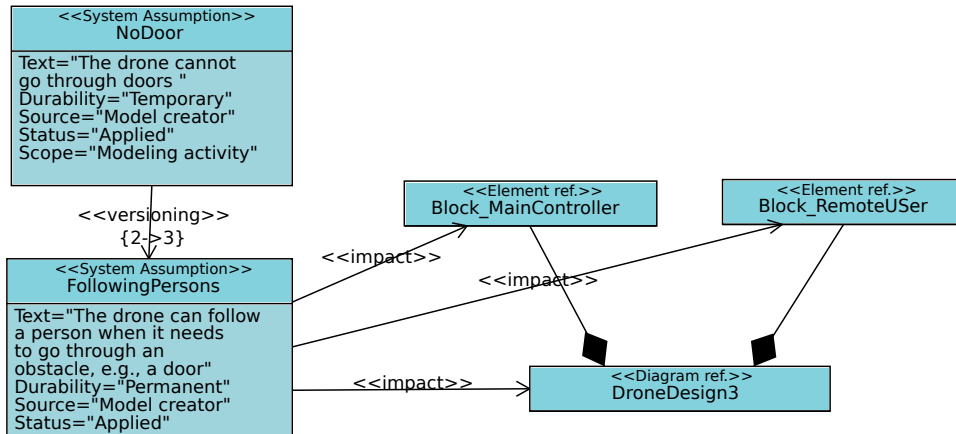 <<System Assumption>>
NoDoor
Text="The drone cannot
go through doors "
Durability="Temporary"
Source="Model creator"
Status="Applied"
Scope="Modeling activity"
<<versioning>>
{2->3}
<<Element ref.>>
Block_MainController
<<Element ref.>>
Block_RemoteUSer
<<System Assumption>>
FollowingPersons
Text="The drone can follow
a person when it needs
to go through an
obstacle, e.g., a door"
Durability="Permanent"
Source="Model creator"
Status="Applied"
<<impact>>
<<impact>>
<<impact>>
<<Diagram ref.>>
DroneDesign3